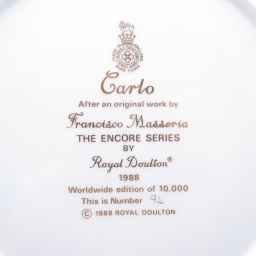 Carlo
After an original work by
Francisco Masseria
THE ENCORE SERIES
BY
Royal Doulton®
1988
Worldwide edition of 10,000
This is Number 94
© 1988 ROYAL DOULTON